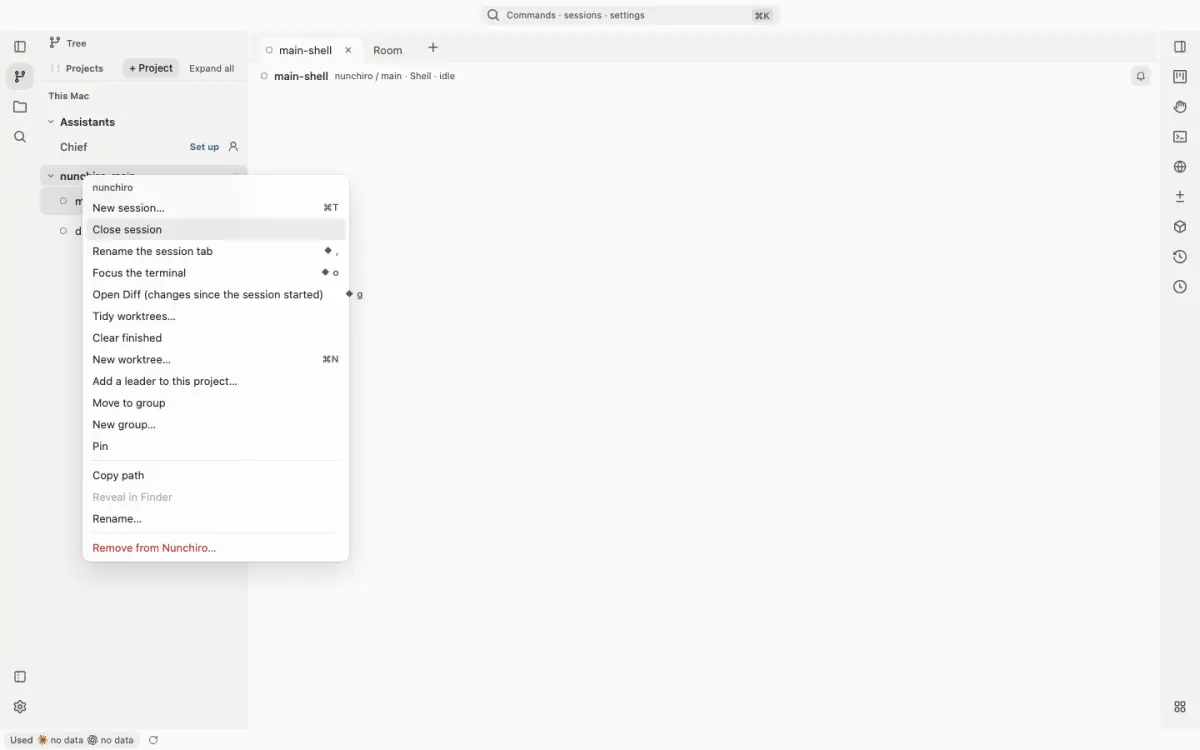 Commands · sessions · settings ⌘K
Tree
Projects + Project Expand all
This Mac
Assistants
Chief Set up
main-shell × Room +
main-shell nunchiro / main · Shell · idle
nunchiro
New session... ⌘T
Close session
Rename the session tab ◆ ,
Focus the terminal ◆ o
Open Diff (changes since the session started) ◆ g
Tidy worktrees...
Clear finished
New worktree... ⌘N
Add a leader to this project...
Move to group
New group...
Pin
Copy path
Reveal in Finder
Rename...
Remove from Nunchiro...
Used no data no data